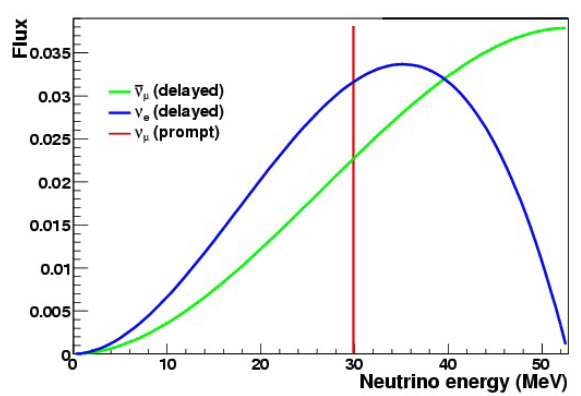 Flux
0.035
0.03
0.025
0.02
0.015
0.01
0.005
0
ν̅μ (delayed)
νe (delayed)
νμ (prompt)
0 10 20 30 40 50
Neutrino energy (MeV)